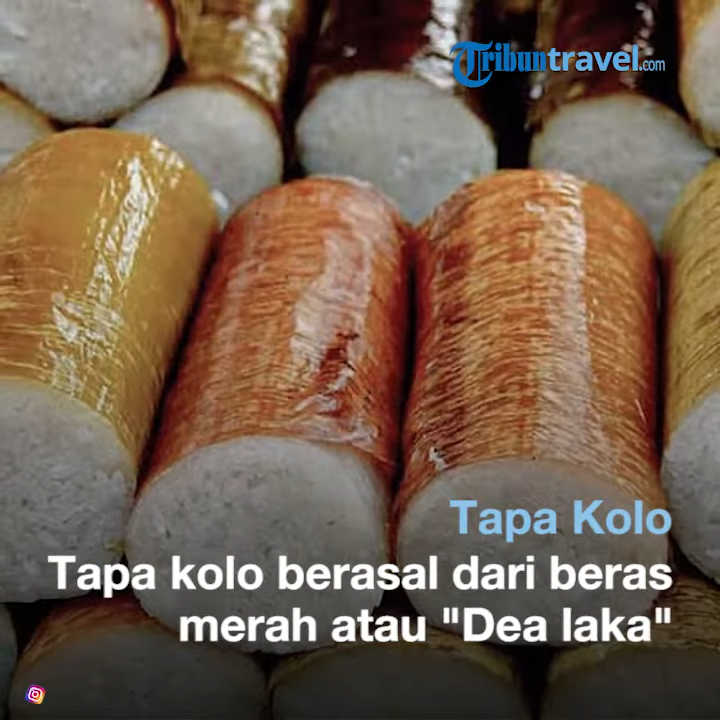 Tribuntravel.com
Tapa Kolo
Tapa kolo berasal dari beras
merah atau "Dea laka"